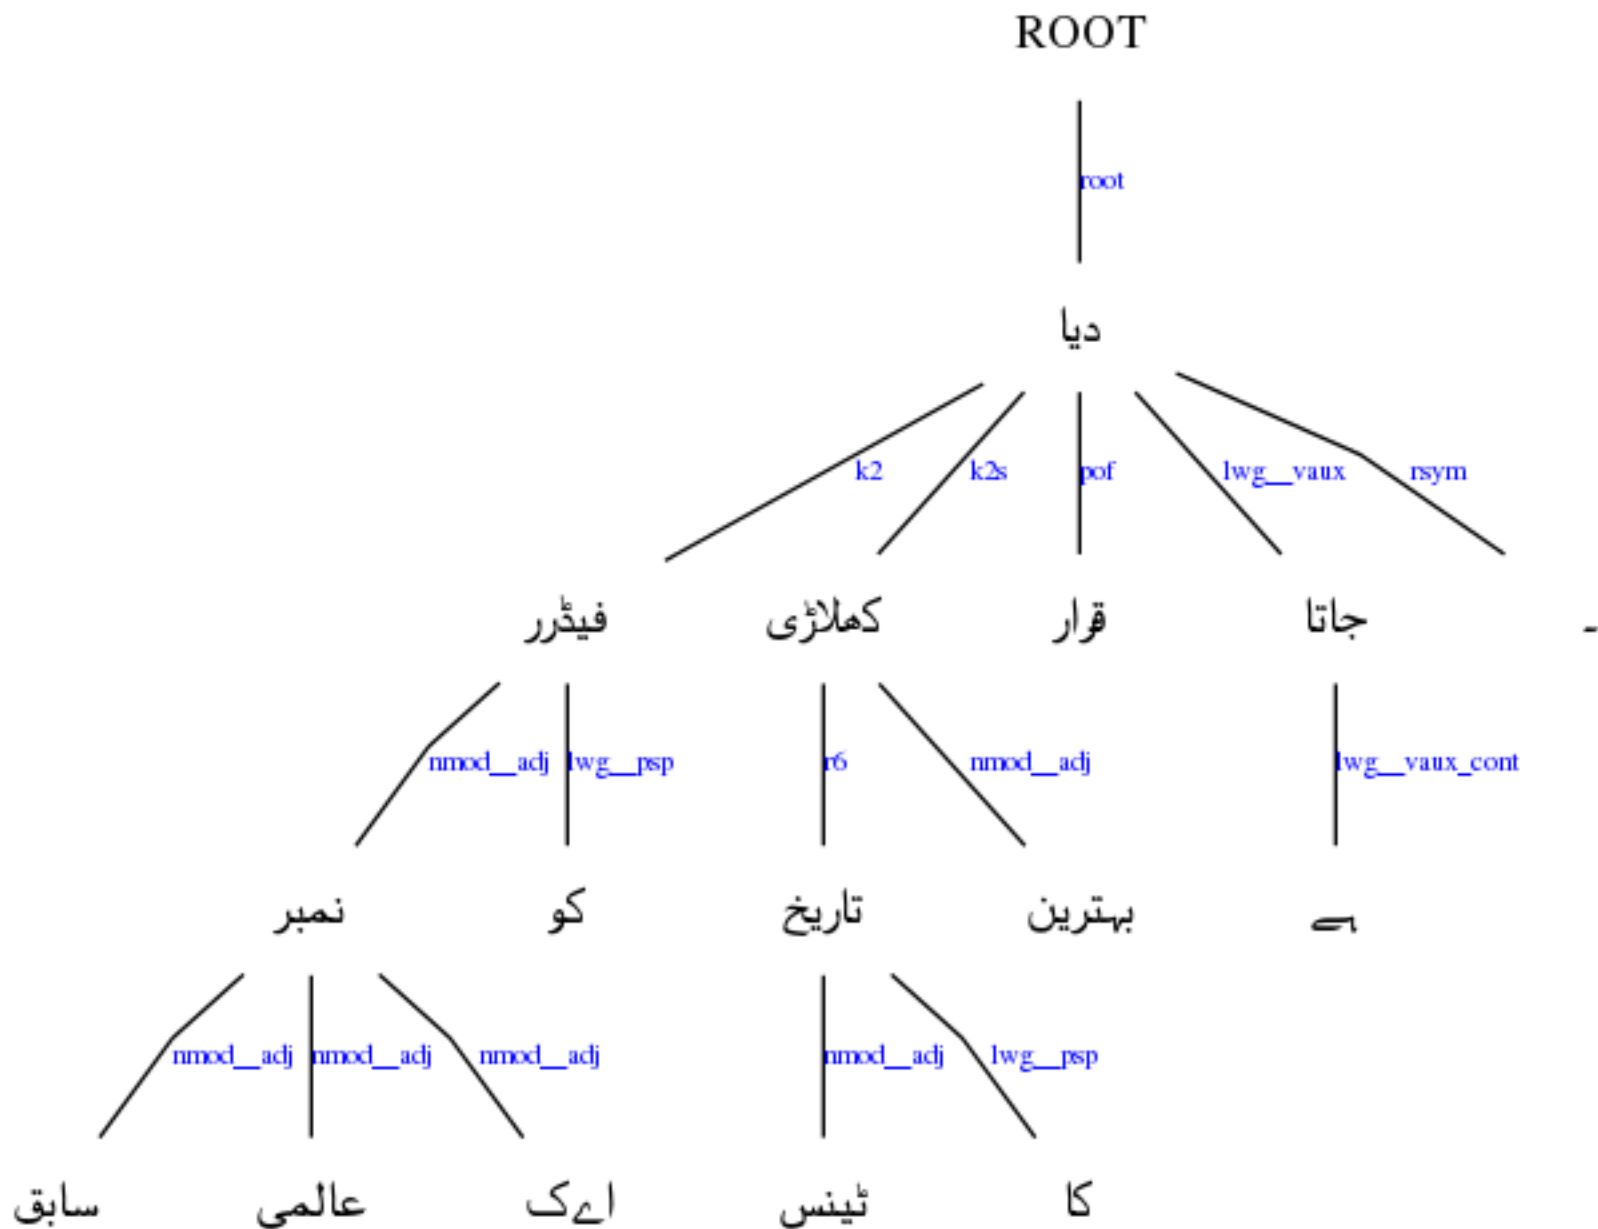 ROOT
root
دیا
k2 k2s pof lwg__vaux rsym
فیڈرر کھلاڑی قرار جاتا ۔
nmod__adj lwg__psp r6 nmod__adj lwg__vaux_cont
نمبر کو تاریخ بہترین ہے
nmod__adj nmod__adj nmod__adj nmod__adj lwg__psp
سابق عالمی اےک ٹینس کا